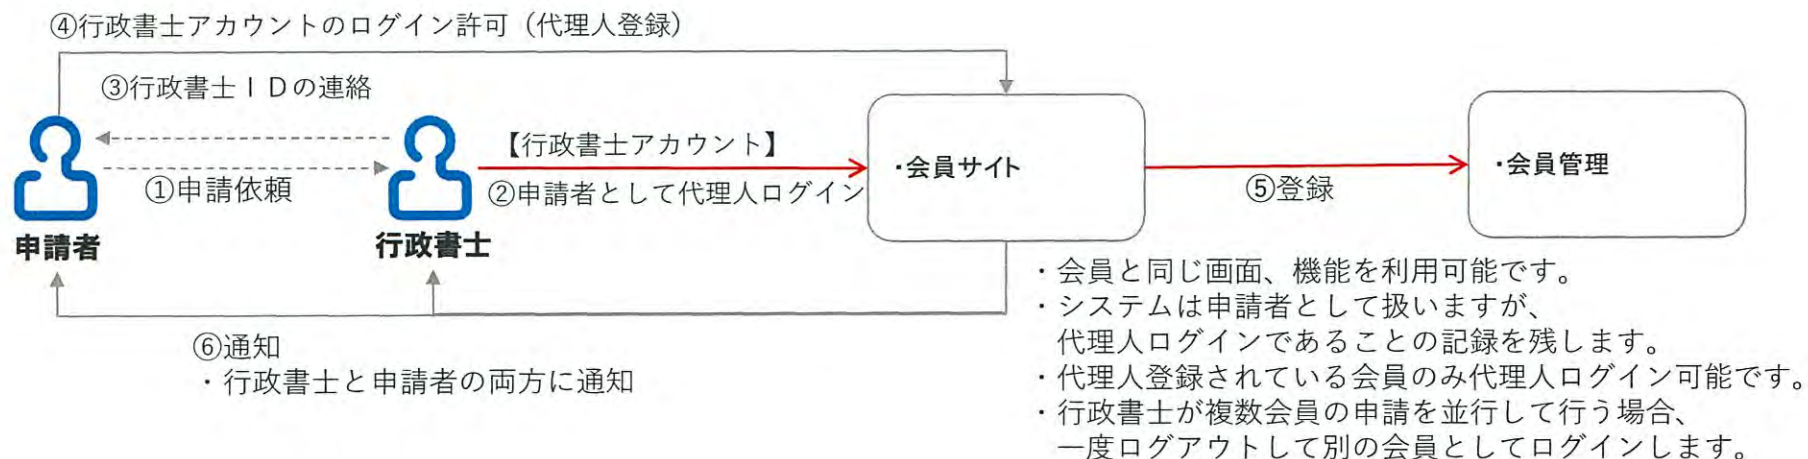 ④行政書士アカウントのログイン許可（代理人登録）
③行政書士ＩＤの連絡
【行政書士アカウント】
①申請依頼
②申請者として代理人ログイン
・会員サイト
⑤登録
・会員管理
申請者
行政書士
・会員と同じ画面、機能を利用可能です。
・システムは申請者として扱いますが、
代理人ログインであることの記録を残します。
・代理人登録されている会員のみ代理人ログイン可能です。
・行政書士が複数会員の申請を並行して行う場合、
一度ログアウトして別の会員としてログインします。
⑥通知
・行政書士と申請者の両方に通知